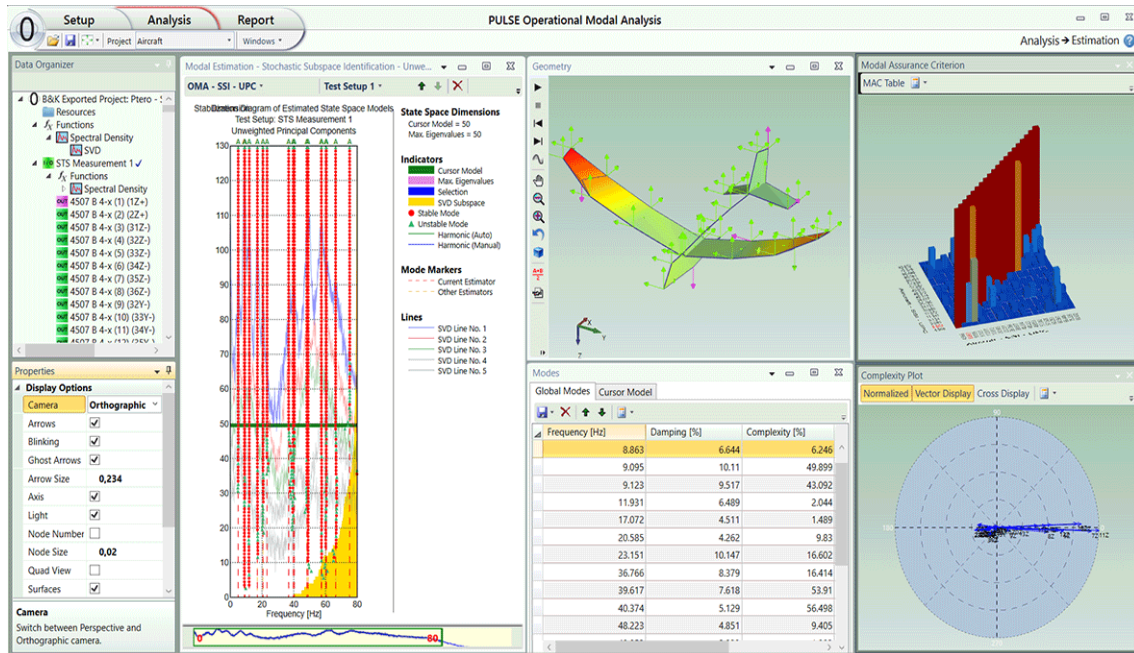 Setup
Analysis
Report
PULSE Operational Modal Analysis
Project Aircraft
Windows
Analysis → Estimation
Data Organizer
B&K Exported Project: Ptero -
Resources
Functions
Spectral Density
SVD
STS Measurement 1
Functions
Spectral Density
OUT 4507 B 4-x (1) (1Z+)
OUT 4507 B 4-x (2) (2Z+)
OUT 4507 B 4-x (3) (31Z-)
OUT 4507 B 4-x (4) (32Z-)
OUT 4507 B 4-x (5) (33Z-)
OUT 4507 B 4-x (6) (34Z-)
OUT 4507 B 4-x (7) (35Z-)
OUT 4507 B 4-x (8) (36Z-)
OUT 4507 B 4-x (9) (32Y-)
OUT 4507 B 4-x (10) (33Y-)
OUT 4507 B 4-x (11) (34Y-)
Properties
Display Options
Camera Orthographic
Arrows
Blinking
Ghost Arrows
Arrow Size 0,234
Axis
Light
Node Number
Node Size 0,02
Quad View
Surfaces
Camera
Switch between Perspective and
Orthographic camera.
Modal Estimation - Stochastic Subspace Identification - Unwe...
OMA - SSI - UPC
Test Setup 1
Diagram of Estimated State Space Models
Test Setup: STS Measurement 1
Unweighted Principal Components
130
120
110
100
90
80
70
60
50
40
30
20
10
0
0 20 40 60 80
Frequency [Hz]
0 80
State Space Dimensions
Cursor Model = 50
Max. Eigenvalues = 50
Indicators
Cursor Model
Max. Eigenvalues
Selection
SVD Subspace
Stable Mode
Unstable Mode
Harmonic (Auto)
Harmonic (Manual)
Mode Markers
Current Estimator
Other Estimators
Lines
SVD Line No. 1
SVD Line No. 2
SVD Line No. 3
SVD Line No. 4
SVD Line No. 5
Geometry
X
Y
Z
Modes
Global Modes
Cursor Model
Frequency [Hz] Damping [%] Complexity [%]
8.863 6.644 6.246
9.095 10.11 49.899
9.123 9.517 43.092
11.931 6.489 2.044
17.072 4.511 1.489
20.585 4.262 9.83
23.151 10.147 16.602
36.766 8.379 16.414
39.617 7.618 53.91
40.374 5.129 56.498
48.223 4.851 9.405
Modal Assurance Criterion
MAC Table
Complexity Plot
Normalized
Vector Display
Cross Display